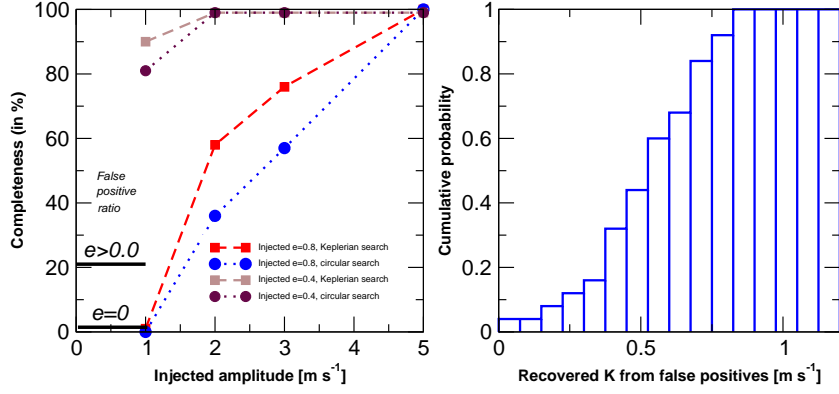 Completeness (in %)
100
80
60
40
20
0
False
positive
ratio
e>0.0
e=0
Injected e=0.8, Keplerian search
Injected e=0.8, circular search
Injected e=0.4, Keplerian search
Injected e=0.4, circular search
0 1 2 3 4 5
Injected amplitude [m s⁻¹]
Cumulative probability
1
0.8
0.6
0.4
0.2
0
0 0.5 1
Recovered K from false positives [m s⁻¹]